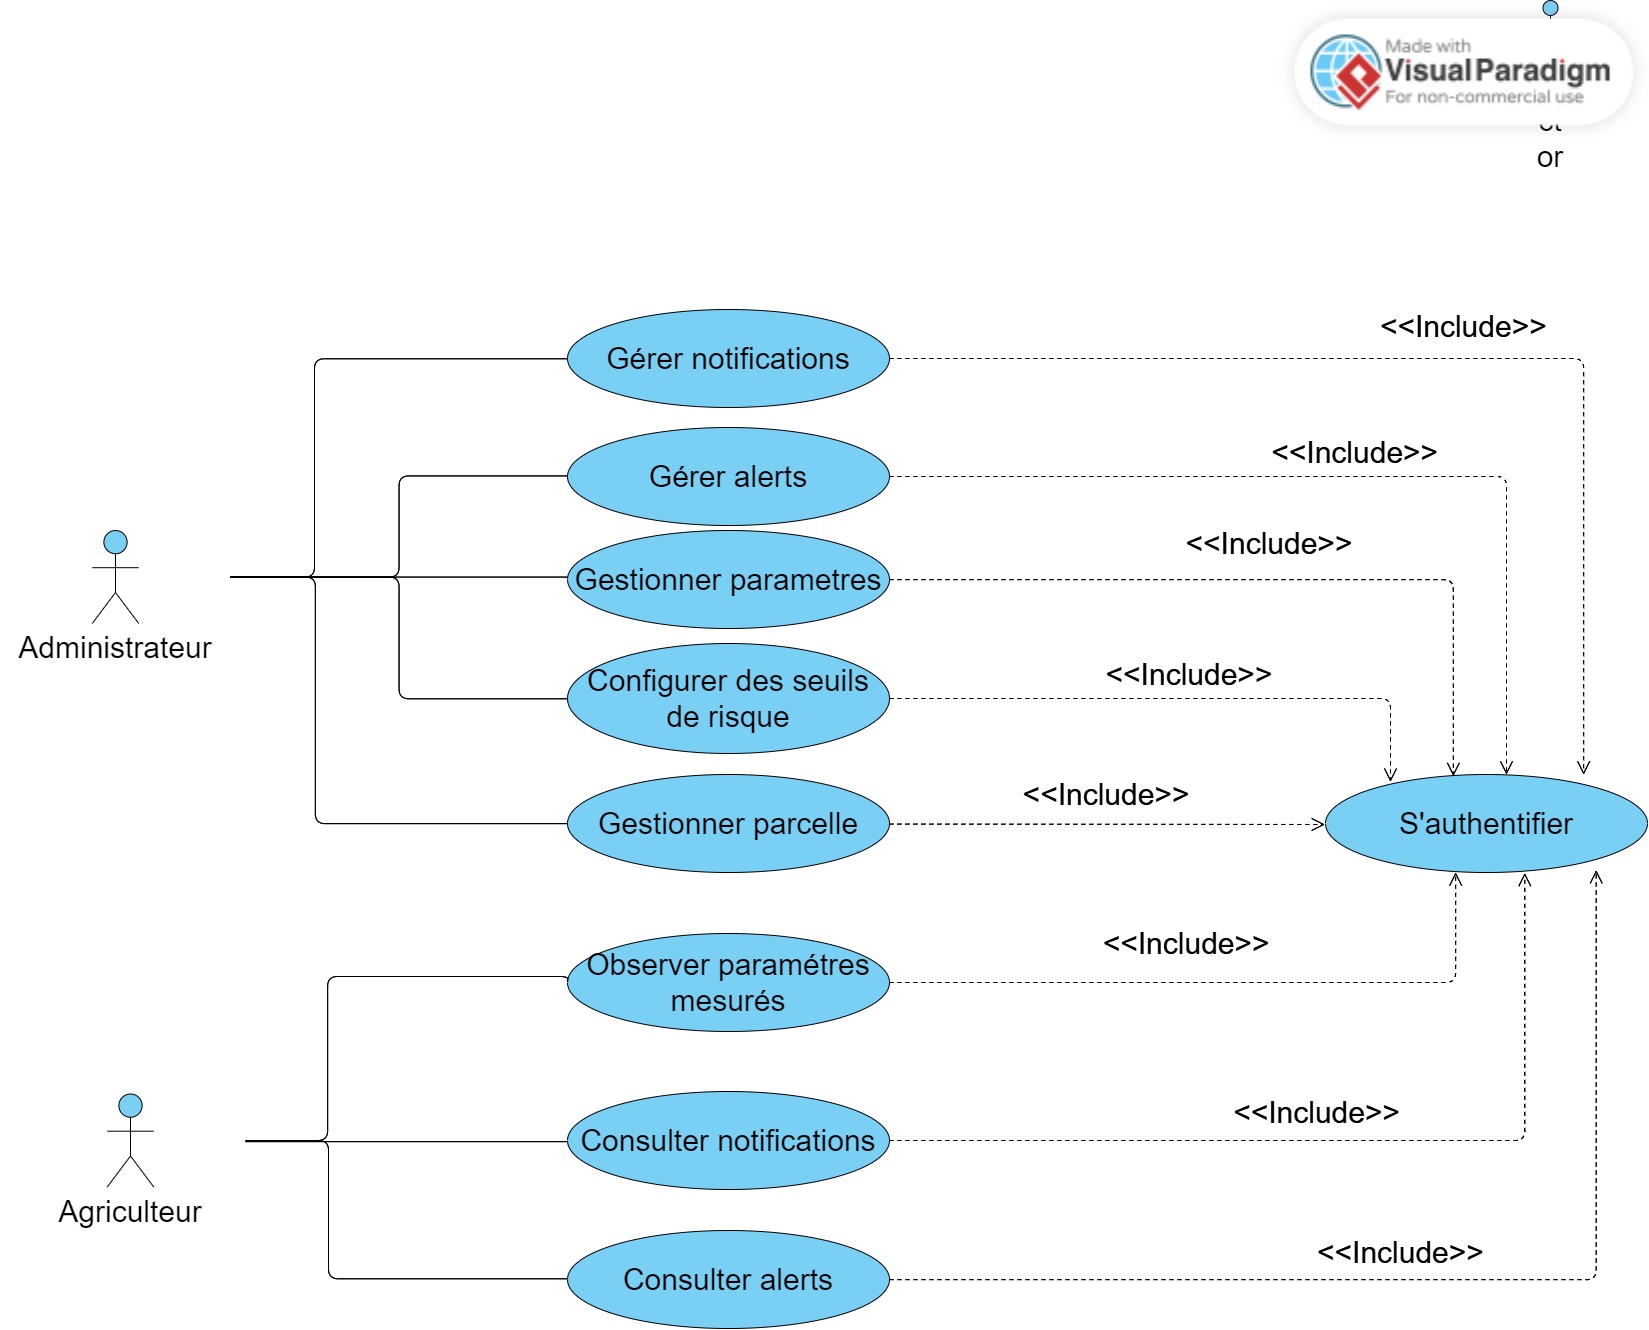 Made with
Visual Paradigm
For non-commercial use
or
<<Include>>
Gérer notifications
<<Include>>
Gérer alerts
<<Include>>
Gestionner parametres
Administrateur
<<Include>>
Configurer des seuils
de risque
<<Include>>
Gestionner parcelle
S'authentifier
<<Include>>
Observer paramétres
mesurés
<<Include>>
Consulter notifications
Agriculteur
<<Include>>
Consulter alerts